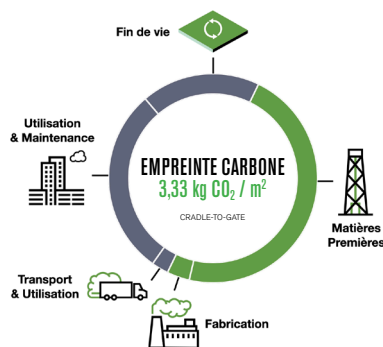 Fin de vie
Utilisation
& Maintenance
EMPREINTE CARBONE
3,33 kg CO₂ / m²
CRADLE-TO-GATE
Matières
Premières
Transport
& Utilisation
Fabrication